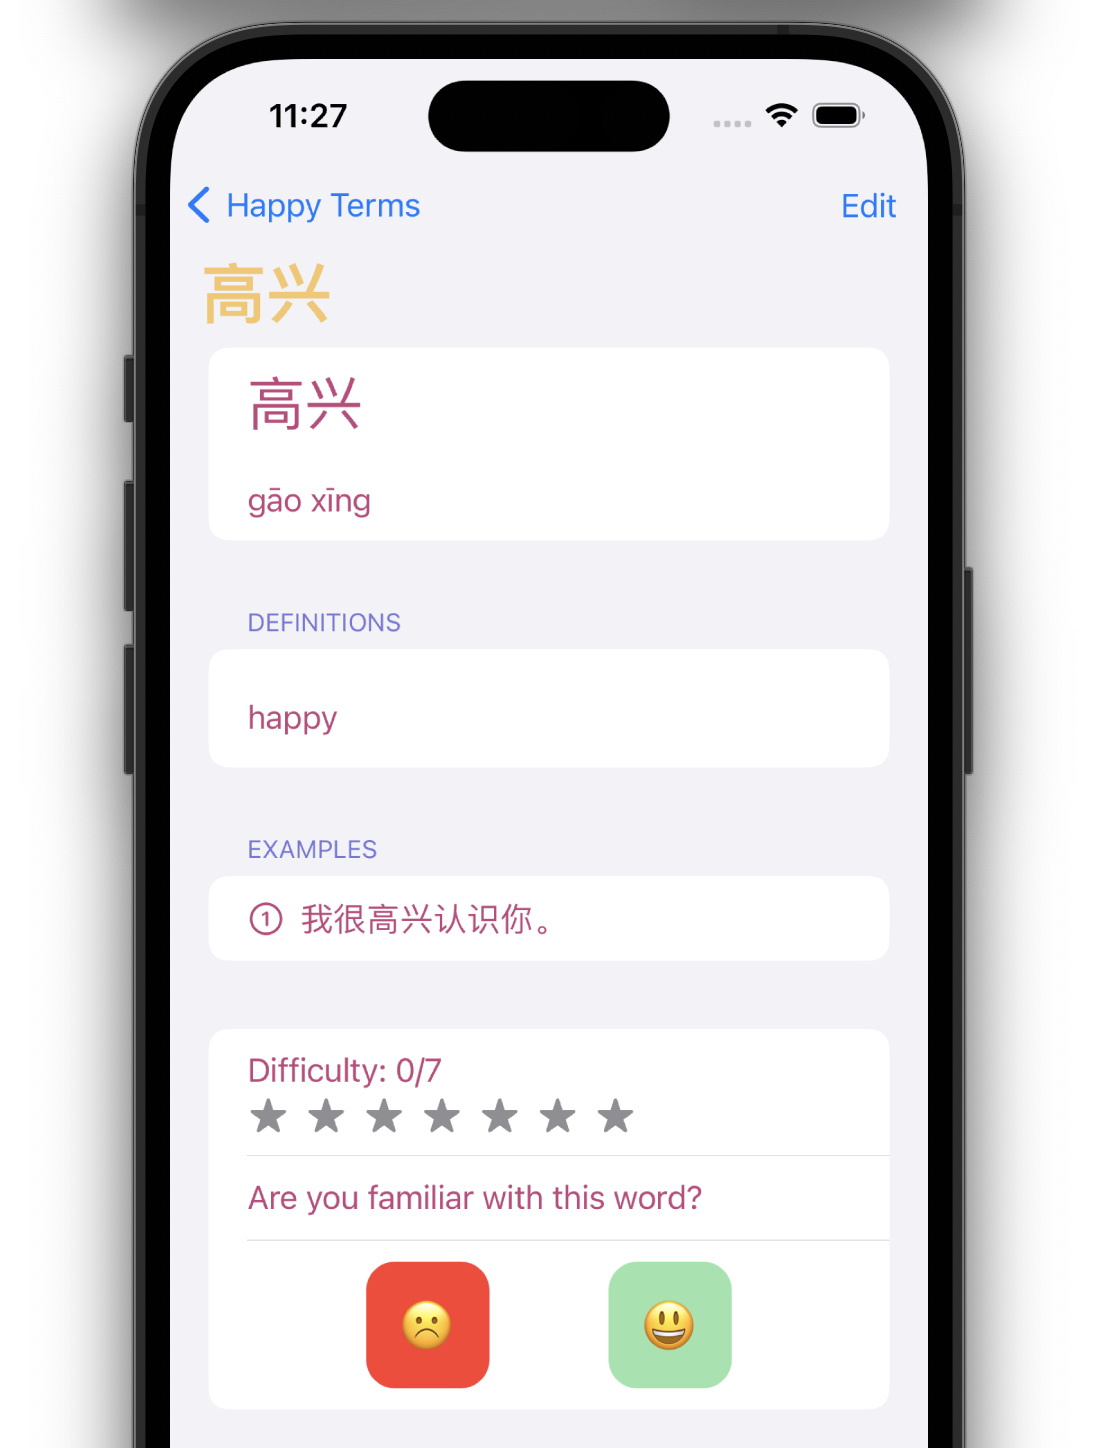 11:27
Happy Terms
Edit
高兴
高兴
gāo xīng
DEFINITIONS
happy
EXAMPLES
1 我很高兴认识你。
Difficulty: 0/7
Are you familiar with this word?